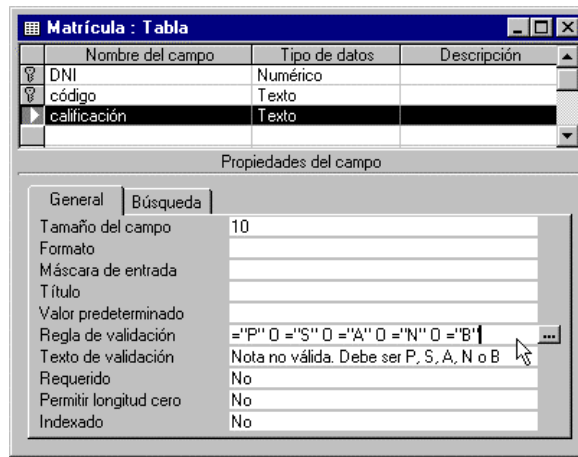 Matrícula : Tabla
Nombre del campo Tipo de datos Descripción
DNI Numérico
código Texto
calificación Texto
Propiedades del campo
General Búsqueda
Tamaño del campo 10
Formato
Máscara de entrada
Título
Valor predeterminado
Regla de validación ="P" O ="S" O ="A" O ="N" O ="B" ...
Texto de validación Nota no válida. Debe ser P, S, A, N o B
Requerido No
Permitir longitud cero No
Indexado No